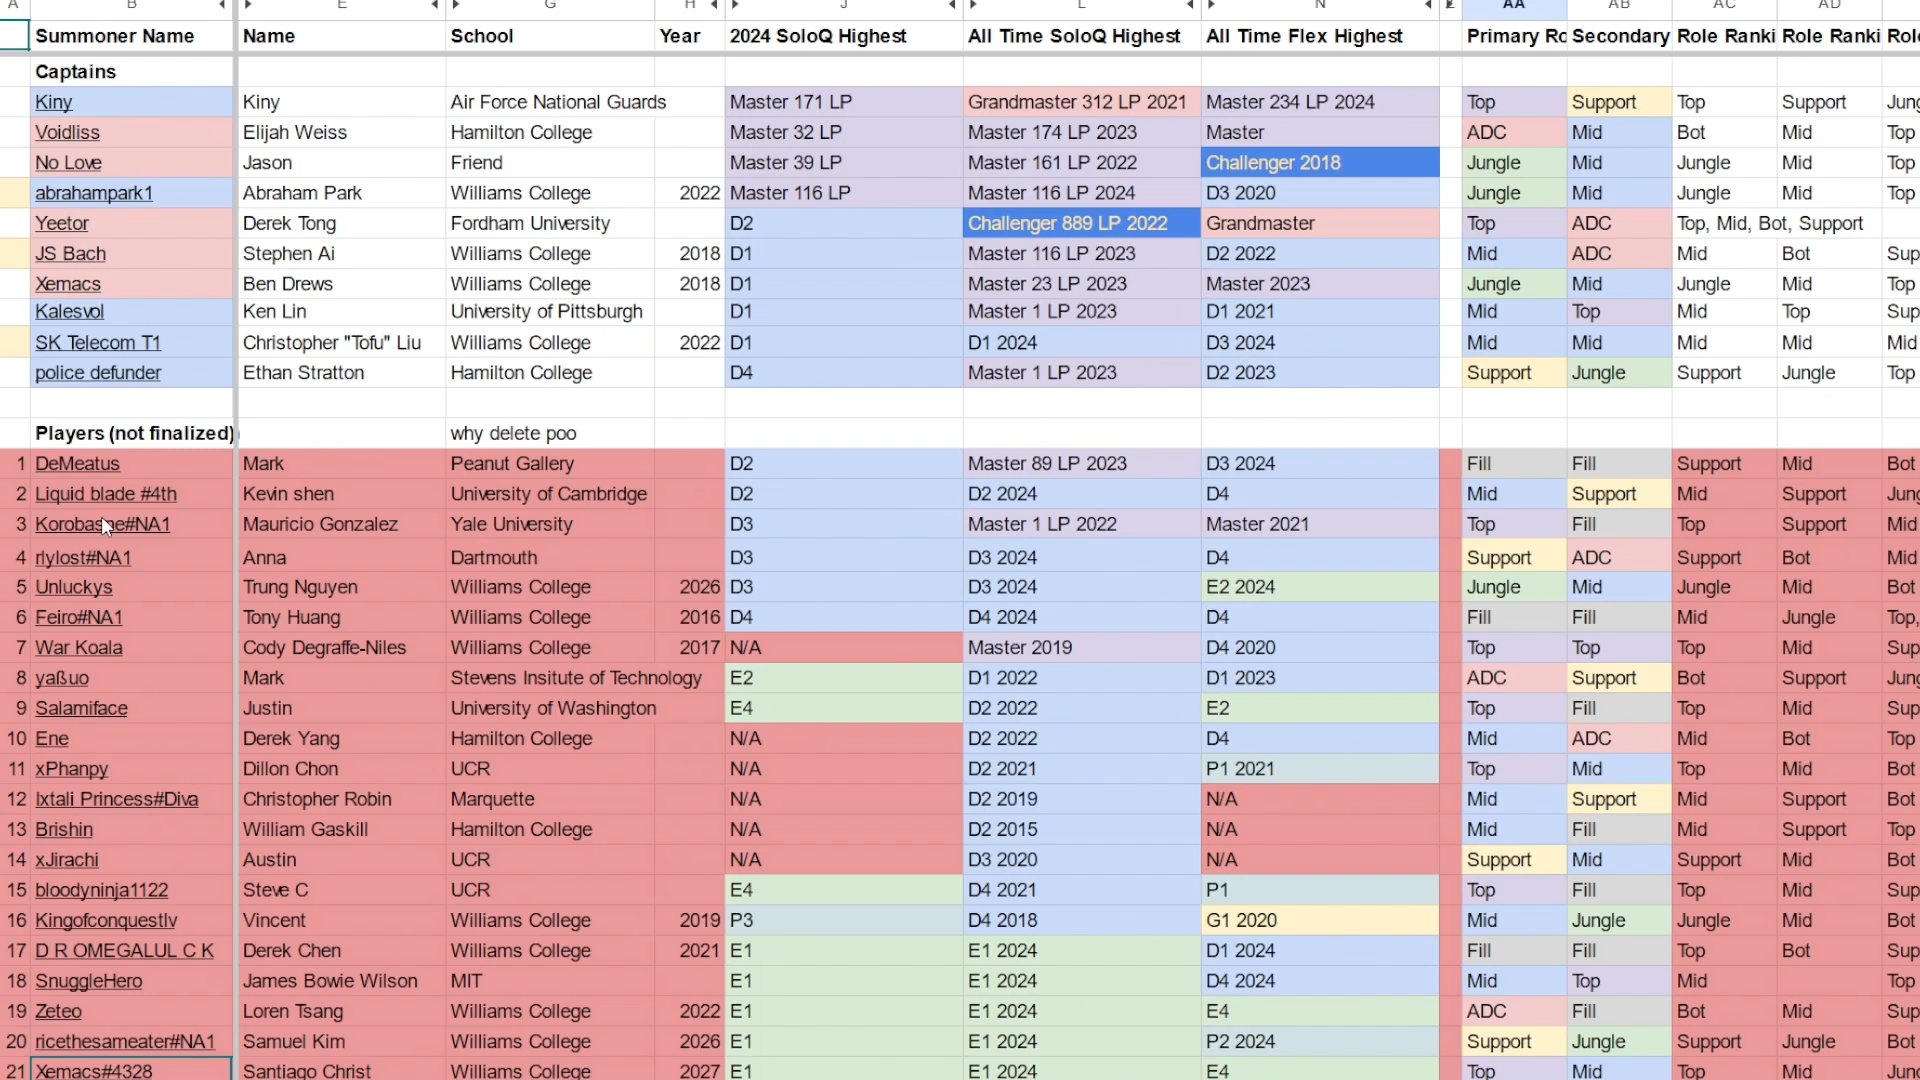 A B E G H J L N AA AB AC AD
Summoner Name Name School Year 2024 SoloQ Highest All Time SoloQ Highest All Time Flex Highest Primary Ro Secondary Role Ranki Role Ranki Role
Captains
Kiny Kiny Air Force National Guards Master 171 LP Grandmaster 312 LP 2021 Master 234 LP 2024 Top Support Top Support Jung
Voidliss Elijah Weiss Hamilton College Master 32 LP Master 174 LP 2023 Master ADC Mid Bot Mid Top
No Love Jason Friend Master 39 LP Master 161 LP 2022 Challenger 2018 Jungle Mid Jungle Mid Top
abrahampark1 Abraham Park Williams College 2022 Master 116 LP Master 116 LP 2024 D3 2020 Jungle Mid Jungle Mid Top
Yeetor Derek Tong Fordham University D2 Challenger 889 LP 2022 Grandmaster Top ADC Top, Mid, Bot, Support
JS Bach Stephen Ai Williams College 2018 D1 Master 116 LP 2023 D2 2022 Mid ADC Mid Bot Sup
Xemacs Ben Drews Williams College 2018 D1 Master 23 LP 2023 Master 2023 Jungle Mid Jungle Mid Top
Kalesvol Ken Lin University of Pittsburgh D1 Master 1 LP 2023 D1 2021 Mid Top Mid Top Sup
SK Telecom T1 Christopher "Tofu" Liu Williams College 2022 D1 D1 2024 D3 2024 Mid Mid Mid Mid Mid
police defunder Ethan Stratton Hamilton College D4 Master 1 LP 2023 D2 2023 Support Jungle Support Jungle Top
Players (not finalized) why delete poo
1 DeMeatus Mark Peanut Gallery D2 Master 89 LP 2023 D3 2024 Fill Fill Support Mid Bot
2 Liquid blade #4th Kevin shen University of Cambridge D2 D2 2024 D4 Mid Support Mid Support Jung
3 Mauricio Gonzalez Yale University D3 Master 1 LP 2022 Master 2021 Top Fill Top Support Mid
4 rlylost#NA1 Anna Dartmouth D3 D3 2024 D4 Support ADC Support Bot Mid
5 Unluckys Trung Nguyen Williams College 2026 D3 D3 2024 E2 2024 Jungle Mid Jungle Mid Bot
6 Feiro#NA1 Tony Huang Williams College 2016 D4 D4 2024 D4 Fill Fill Mid Jungle Top,
7 War Koala Cody Degraffe-Niles Williams College 2017 N/A Master 2019 D4 2020 Top Top Top Mid Sup
8 yaßuo Mark Stevens Insitute of Technology E2 D1 2022 D1 2023 ADC Support Bot Support Jung
9 Salamiface Justin University of Washington E4 D2 2022 E2 Top Fill Top Mid Sup
10 Ene Derek Yang Hamilton College N/A D2 2022 D4 Mid ADC Mid Bot Top
11 xPhanpy Dillon Chon UCR N/A D2 2021 P1 2021 Top Mid Top Mid Bot
12 Ixtali Princess#Diva Christopher Robin Marquette N/A D2 2019 N/A Mid Support Mid Support Bot
13 Brishin William Gaskill Hamilton College N/A D2 2015 N/A Mid Fill Mid Support Top
14 xJirachi Austin UCR N/A D3 2020 N/A Support Mid Support Mid Bot
15 bloodyninja1122 Steve C UCR E4 D4 2021 P1 Top Fill Top Mid Sup
16 Kingofconquestlv Vincent Williams College 2019 P3 D4 2018 G1 2020 Mid Jungle Jungle Mid Bot
17 D R OMEGALUL C K Derek Chen Williams College 2021 E1 E1 2024 D1 2024 Fill Fill Top Bot Sup
18 SnuggleHero James Bowie Wilson MIT E1 E1 2024 D4 2024 Mid Top Mid Top
19 Zeteo Loren Tsang Williams College 2022 E1 E1 2024 E4 ADC Fill Bot Mid Sup
20 ricethesameater#NA1 Samuel Kim Williams College 2026 E1 E1 2024 P2 2024 Support Jungle Support Jungle Bot
21 Xemacs#4328 Santiago Christ Williams College 2027 E1 E1 2024 E4 Top Mid Top Mid Jung